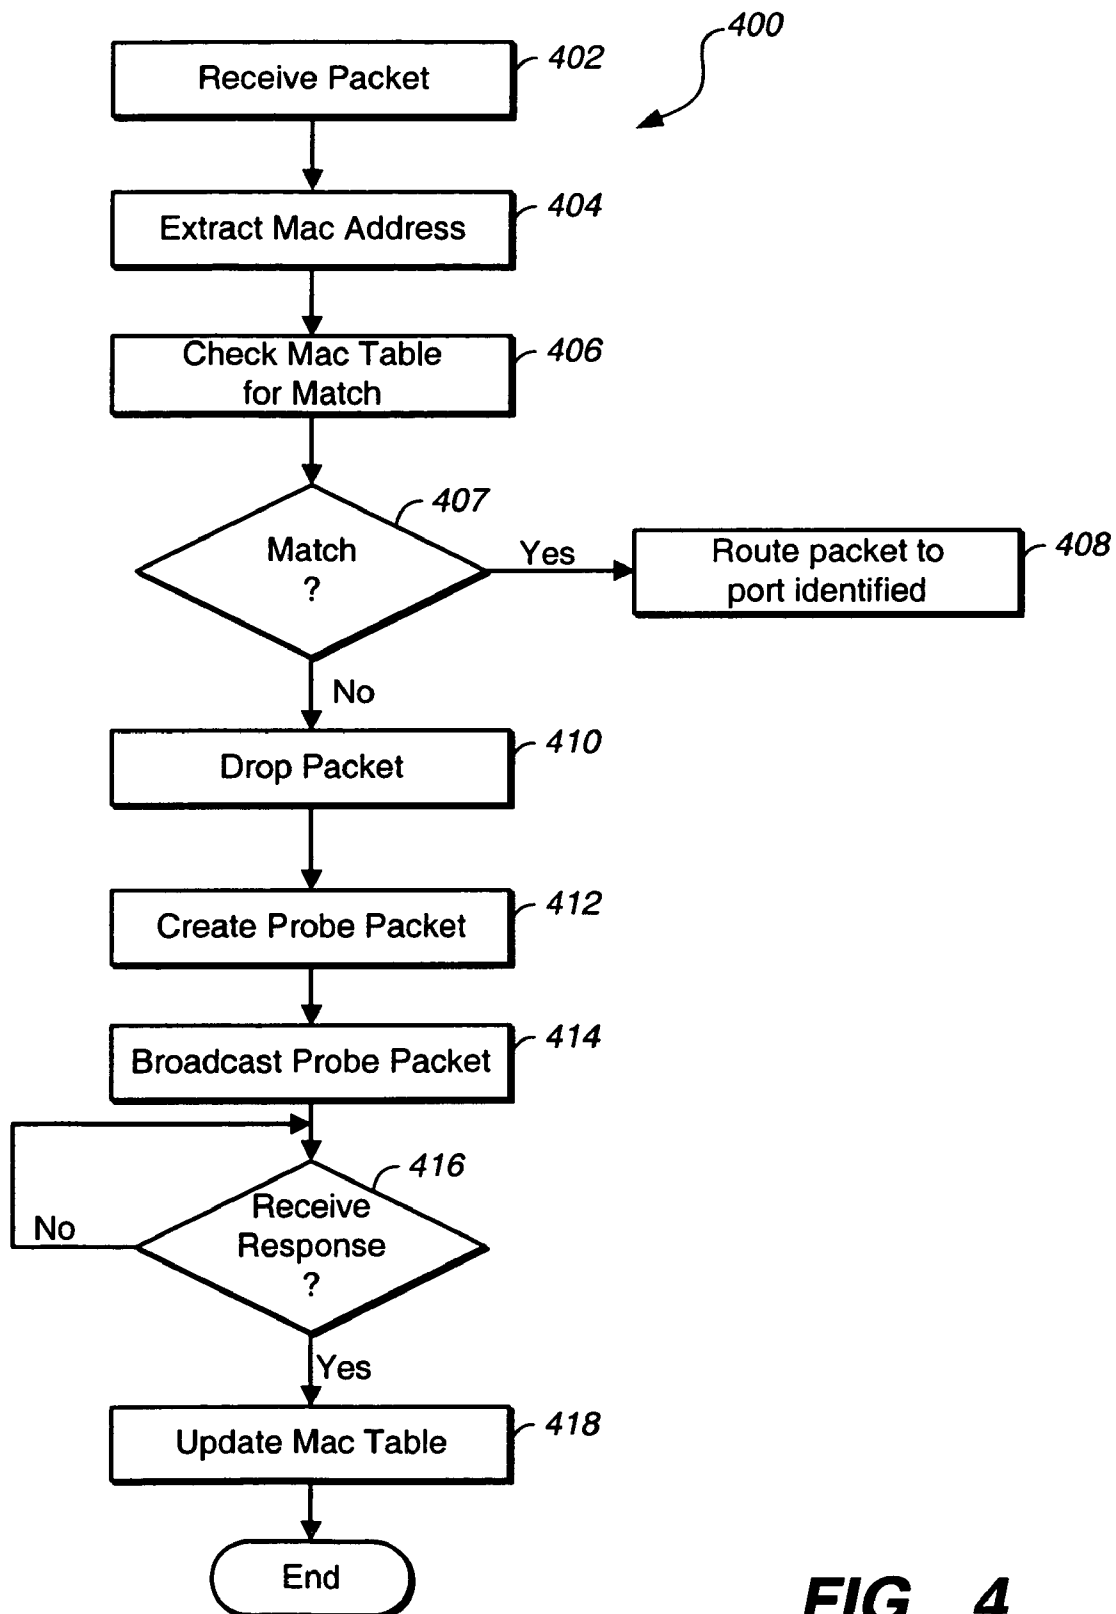 400
Receive Packet
402
Extract Mac Address
404
Check Mac Table
for Match
406
407
Match
?
Yes
Route packet to
port identified
408
No
Drop Packet
410
Create Probe Packet
412
Broadcast Probe Packet
414
416
Receive
Response
?
No
Yes
Update Mac Table
418
End
FIG_4